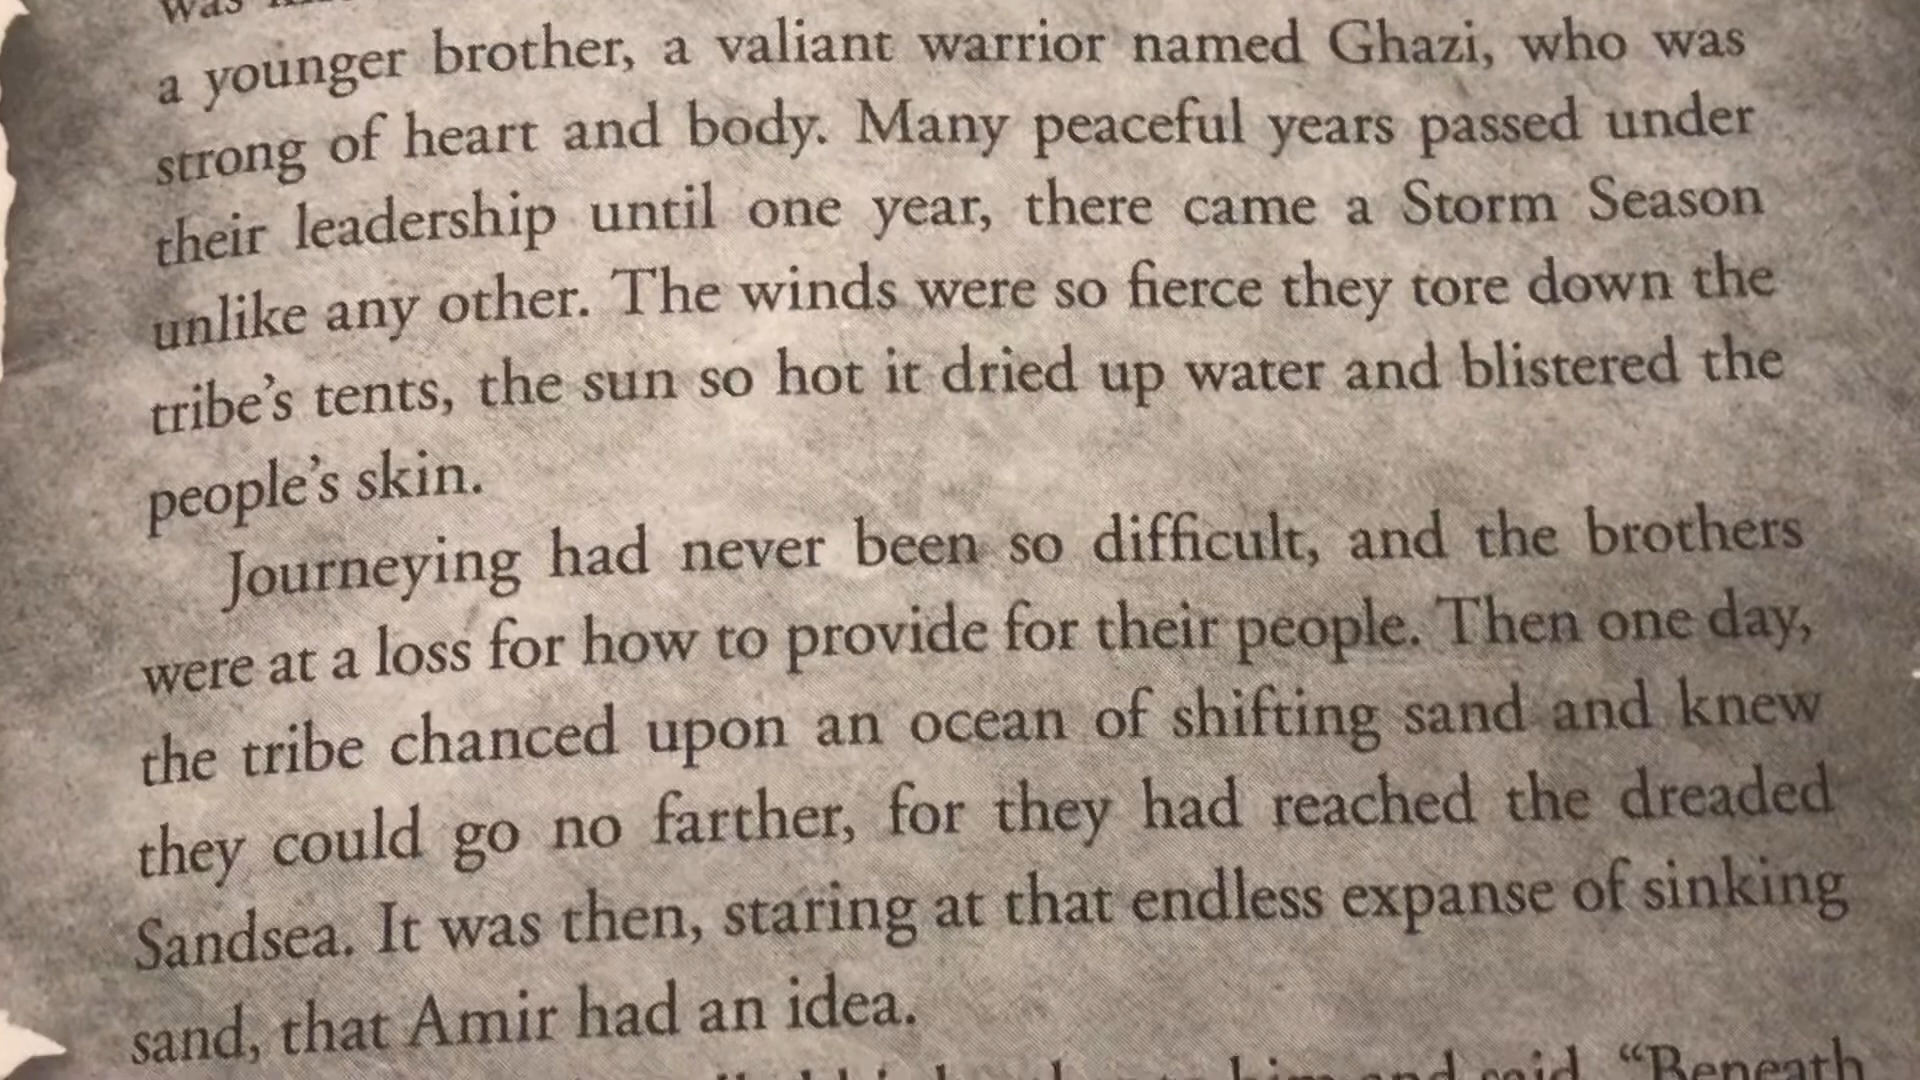 was
a younger brother, a valiant warrior named Ghazi, who was
strong of heart and body. Many peaceful years passed under
their leadership until one year, there came a Storm Season
unlike any other. The winds were so fierce they tore down the
tribe’s tents, the sun so hot it dried up water and blistered the
people’s skin.
Journeying had never been so difficult, and the brothers
were at a loss for how to provide for their people. Then one day,
the tribe chanced upon an ocean of shifting sand and knew
they could go no farther, for they had reached the dreaded
Sandsea. It was then, staring at that endless expanse of sinking
sand, that Amir had an idea.
him and said, “Beneath